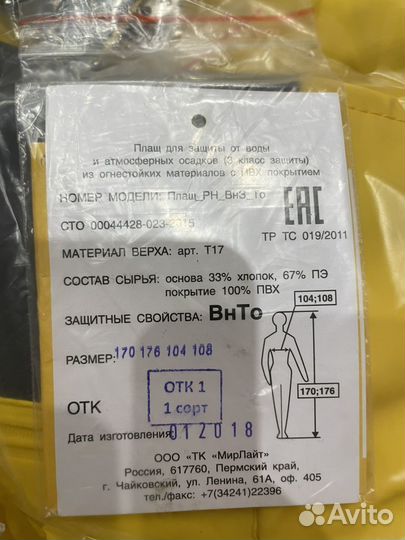 Плащ для защиты от воды
и атмосферных осадков (3 класс защиты)
из огнестойких материалов с ПВХ покрытием
НОМЕР МОДЕЛИ: Плащ_РН_ВнЭ_То
EAC
СТО 00044428-023-2015
ТР ТС 019/2011
МАТЕРИАЛ ВЕРХА: арт. Т17
СОСТАВ СЫРЬЯ: основа 33% хлопок, 67% ПЭ
покрытие 100% ПВХ
ЗАЩИТНЫЕ СВОЙСТВА: ВнТо
104;108
РАЗМЕР: 170 176 104 108
170;176
ОТК
ОТК 1
1 сорт
Дата изготовления 012018
ООО «ТК «МирЛайт»
Россия, 617760, Пермский край,
г. Чайковский, ул. Ленина, 61А, оф. 405
тел./факс: +7(34241)22396
Avito